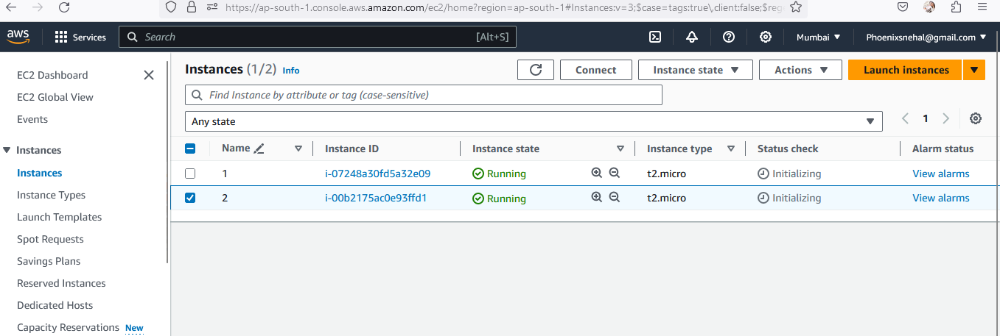 https://ap-south-1.console.aws.amazon.com/ec2/home?region=ap-south-1#Instances:v=3;$case=tags:true\,client:false;$reg
aws Services Search [Alt+S] Mumbai Phoenixsnehal@gmail.com
EC2 Dashboard
EC2 Global View
Events
Instances
Instances
Instance Types
Launch Templates
Spot Requests
Savings Plans
Reserved Instances
Dedicated Hosts
Capacity Reservations New
Instances (1/2) Info Connect Instance state Actions Launch instances
Find Instance by attribute or tag (case-sensitive)
Any state 1
Name Instance ID Instance state Instance type Status check Alarm status
1 i-07248a30fd5a32e09 Running t2.micro Initializing View alarms
2 i-00b2175ac0e93ffd1 Running t2.micro Initializing View alarms